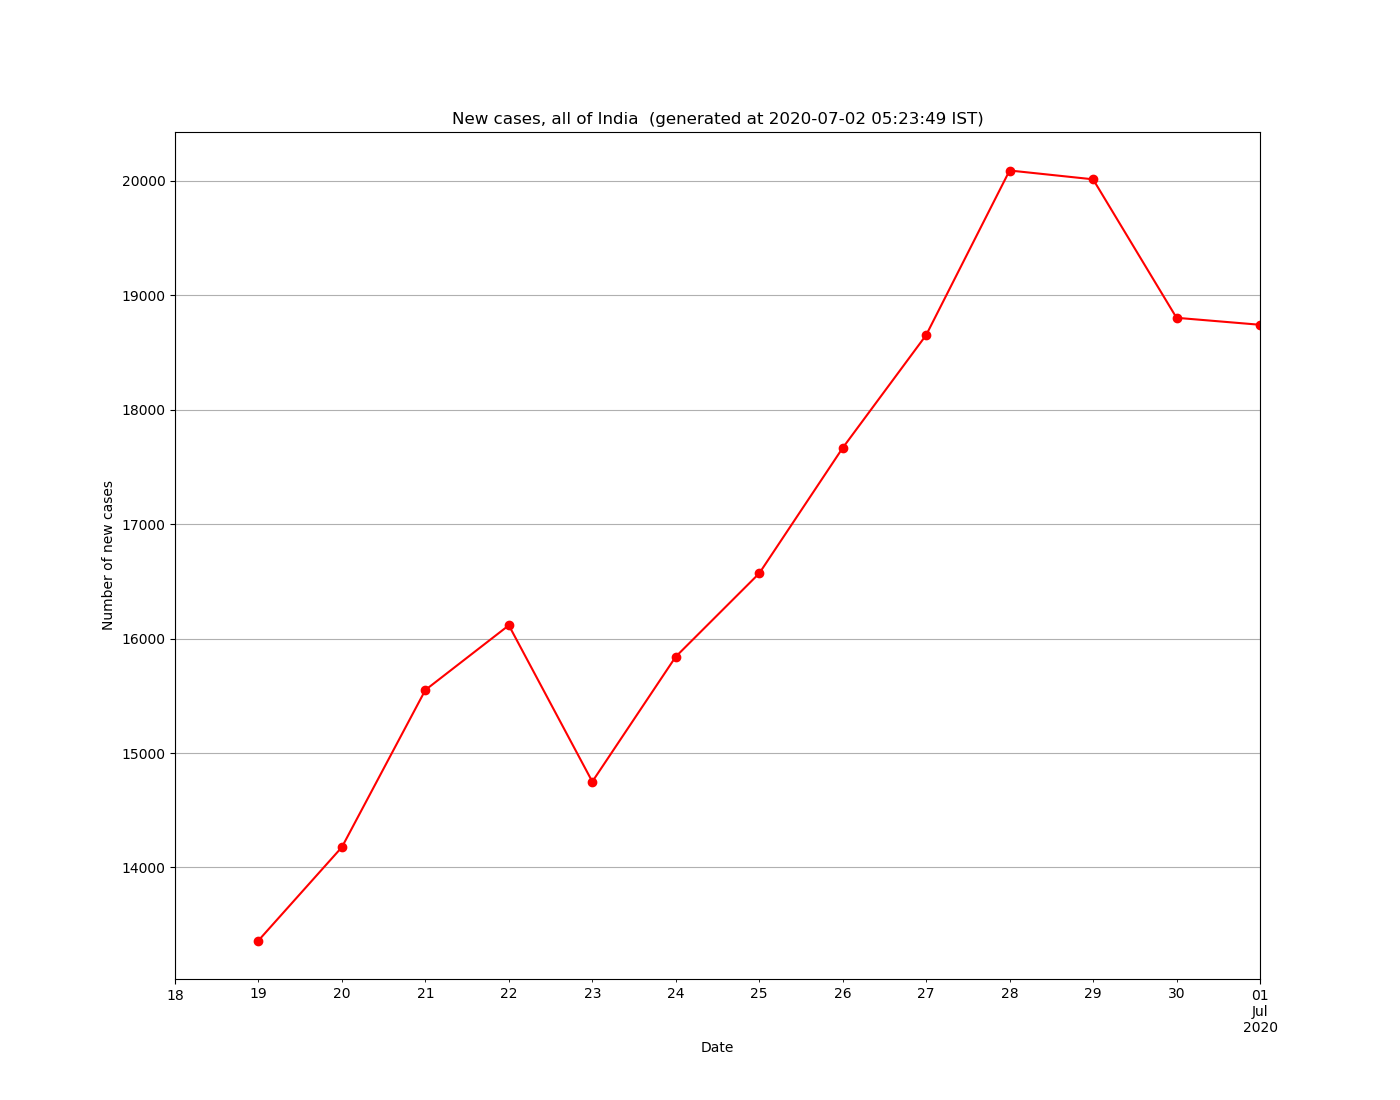 New cases, all of India  (generated at 2020-07-02 05:23:49 IST)
20000
19000
18000
17000
16000
15000
14000
Number of new cases
18 19 20 21 22 23 24 25 26 27 28 29 30 01
Jul
2020
Date